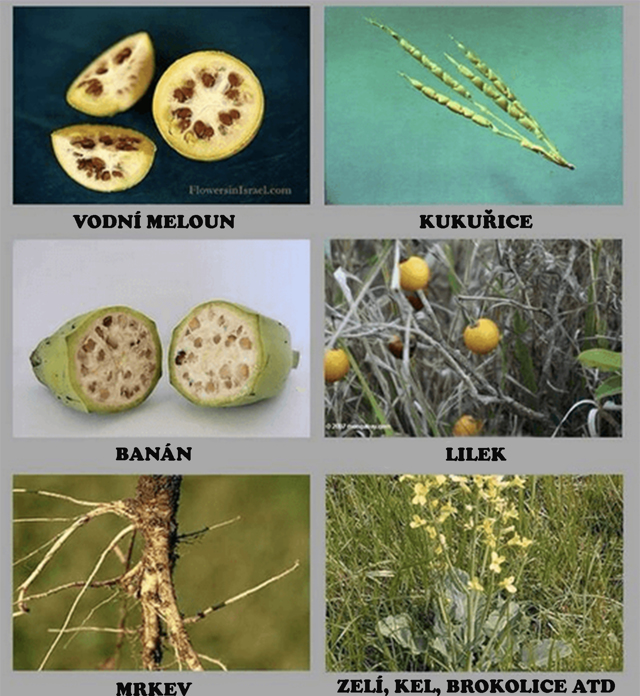 FlowersinIsrael.com
VODNÍ MELOUN
KUKUŘICE
BANÁN
LILEK
MRKEV
ZELÍ, KEL, BROKOLICE ATD